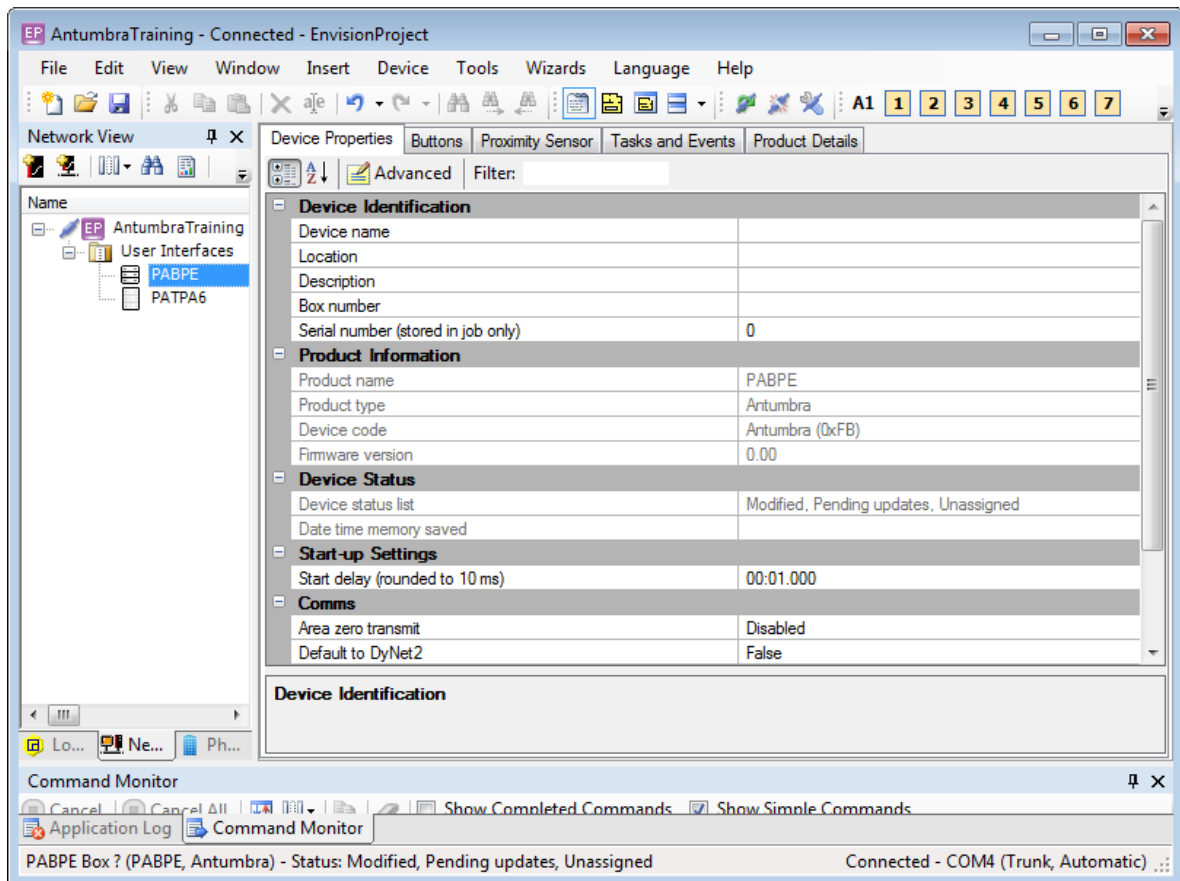 EP AntumbraTraining - Connected - EnvisionProject
File Edit View Window Insert Device Tools Wizards Language Help
A1 1 2 3 4 5 6 7
Network View
Device Properties Buttons Proximity Sensor Tasks and Events Product Details
Advanced Filter:
Name
EP AntumbraTraining
User Interfaces
PABPE
PATPA6
Device Identification
Device name
Location
Description
Box number
Serial number (stored in job only) 0
Product Information
Product name PABPE
Product type Antumbra
Device code Antumbra (0xFB)
Firmware version 0.00
Device Status
Device status list Modified, Pending updates, Unassigned
Date time memory saved
Start-up Settings
Start delay (rounded to 10 ms) 00:01.000
Comms
Area zero transmit Disabled
Default to DyNet2 False
Device Identification
Lo... Ne... Ph...
Command Monitor
Cancel Cancel All Show Completed Commands Show Simple Commands
Application Log Command Monitor
PABPE Box ? (PABPE, Antumbra) - Status: Modified, Pending updates, Unassigned Connected - COM4 (Trunk, Automatic)